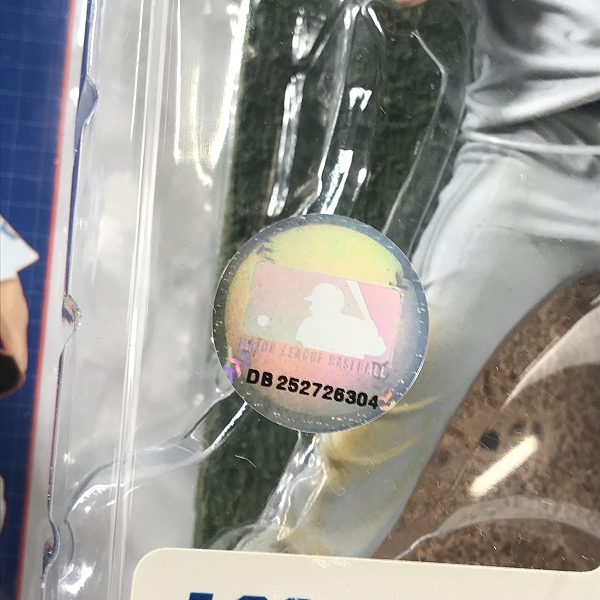 MAJOR LEAGUE BASEBALL
DB 252726304